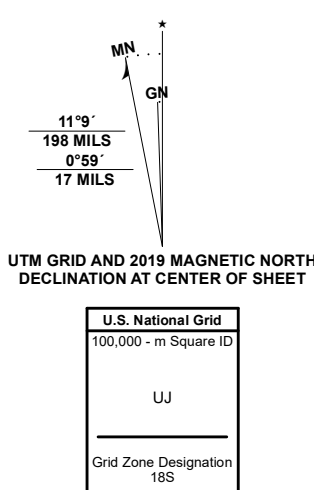 ★
MN
GN
11°9´
198 MILS
0°59´
17 MILS
UTM GRID AND 2019 MAGNETIC NORTH
DECLINATION AT CENTER OF SHEET
U.S. National Grid
100,000 - m Square ID
UJ
Grid Zone Designation
18S